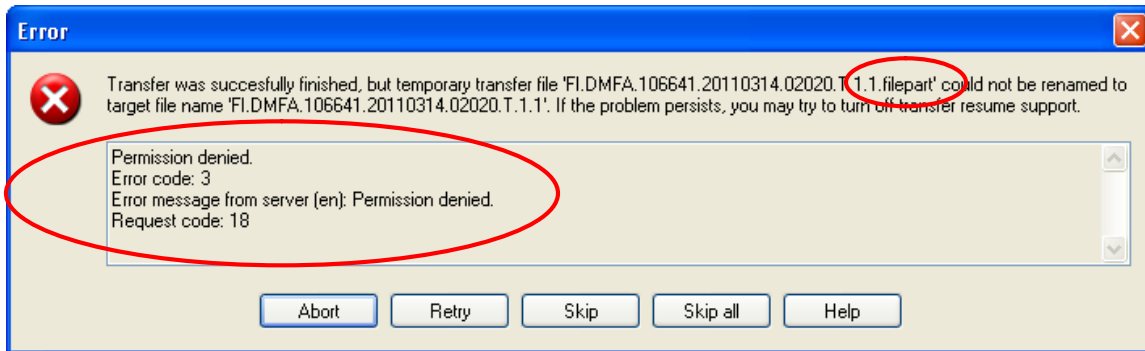 Error
Transfer was succesfully finished, but temporary transfer file 'FI.DMFA.106641.20110314.02020.T.1.1.filepart' could not be renamed to
target file name 'FI.DMFA.106641.20110314.02020.T.1.1'. If the problem persists, you may try to turn off transfer resume support.
Permission denied.
Error code: 3
Error message from server (en): Permission denied.
Request code: 18
Abort
Retry
Skip
Skip all
Help